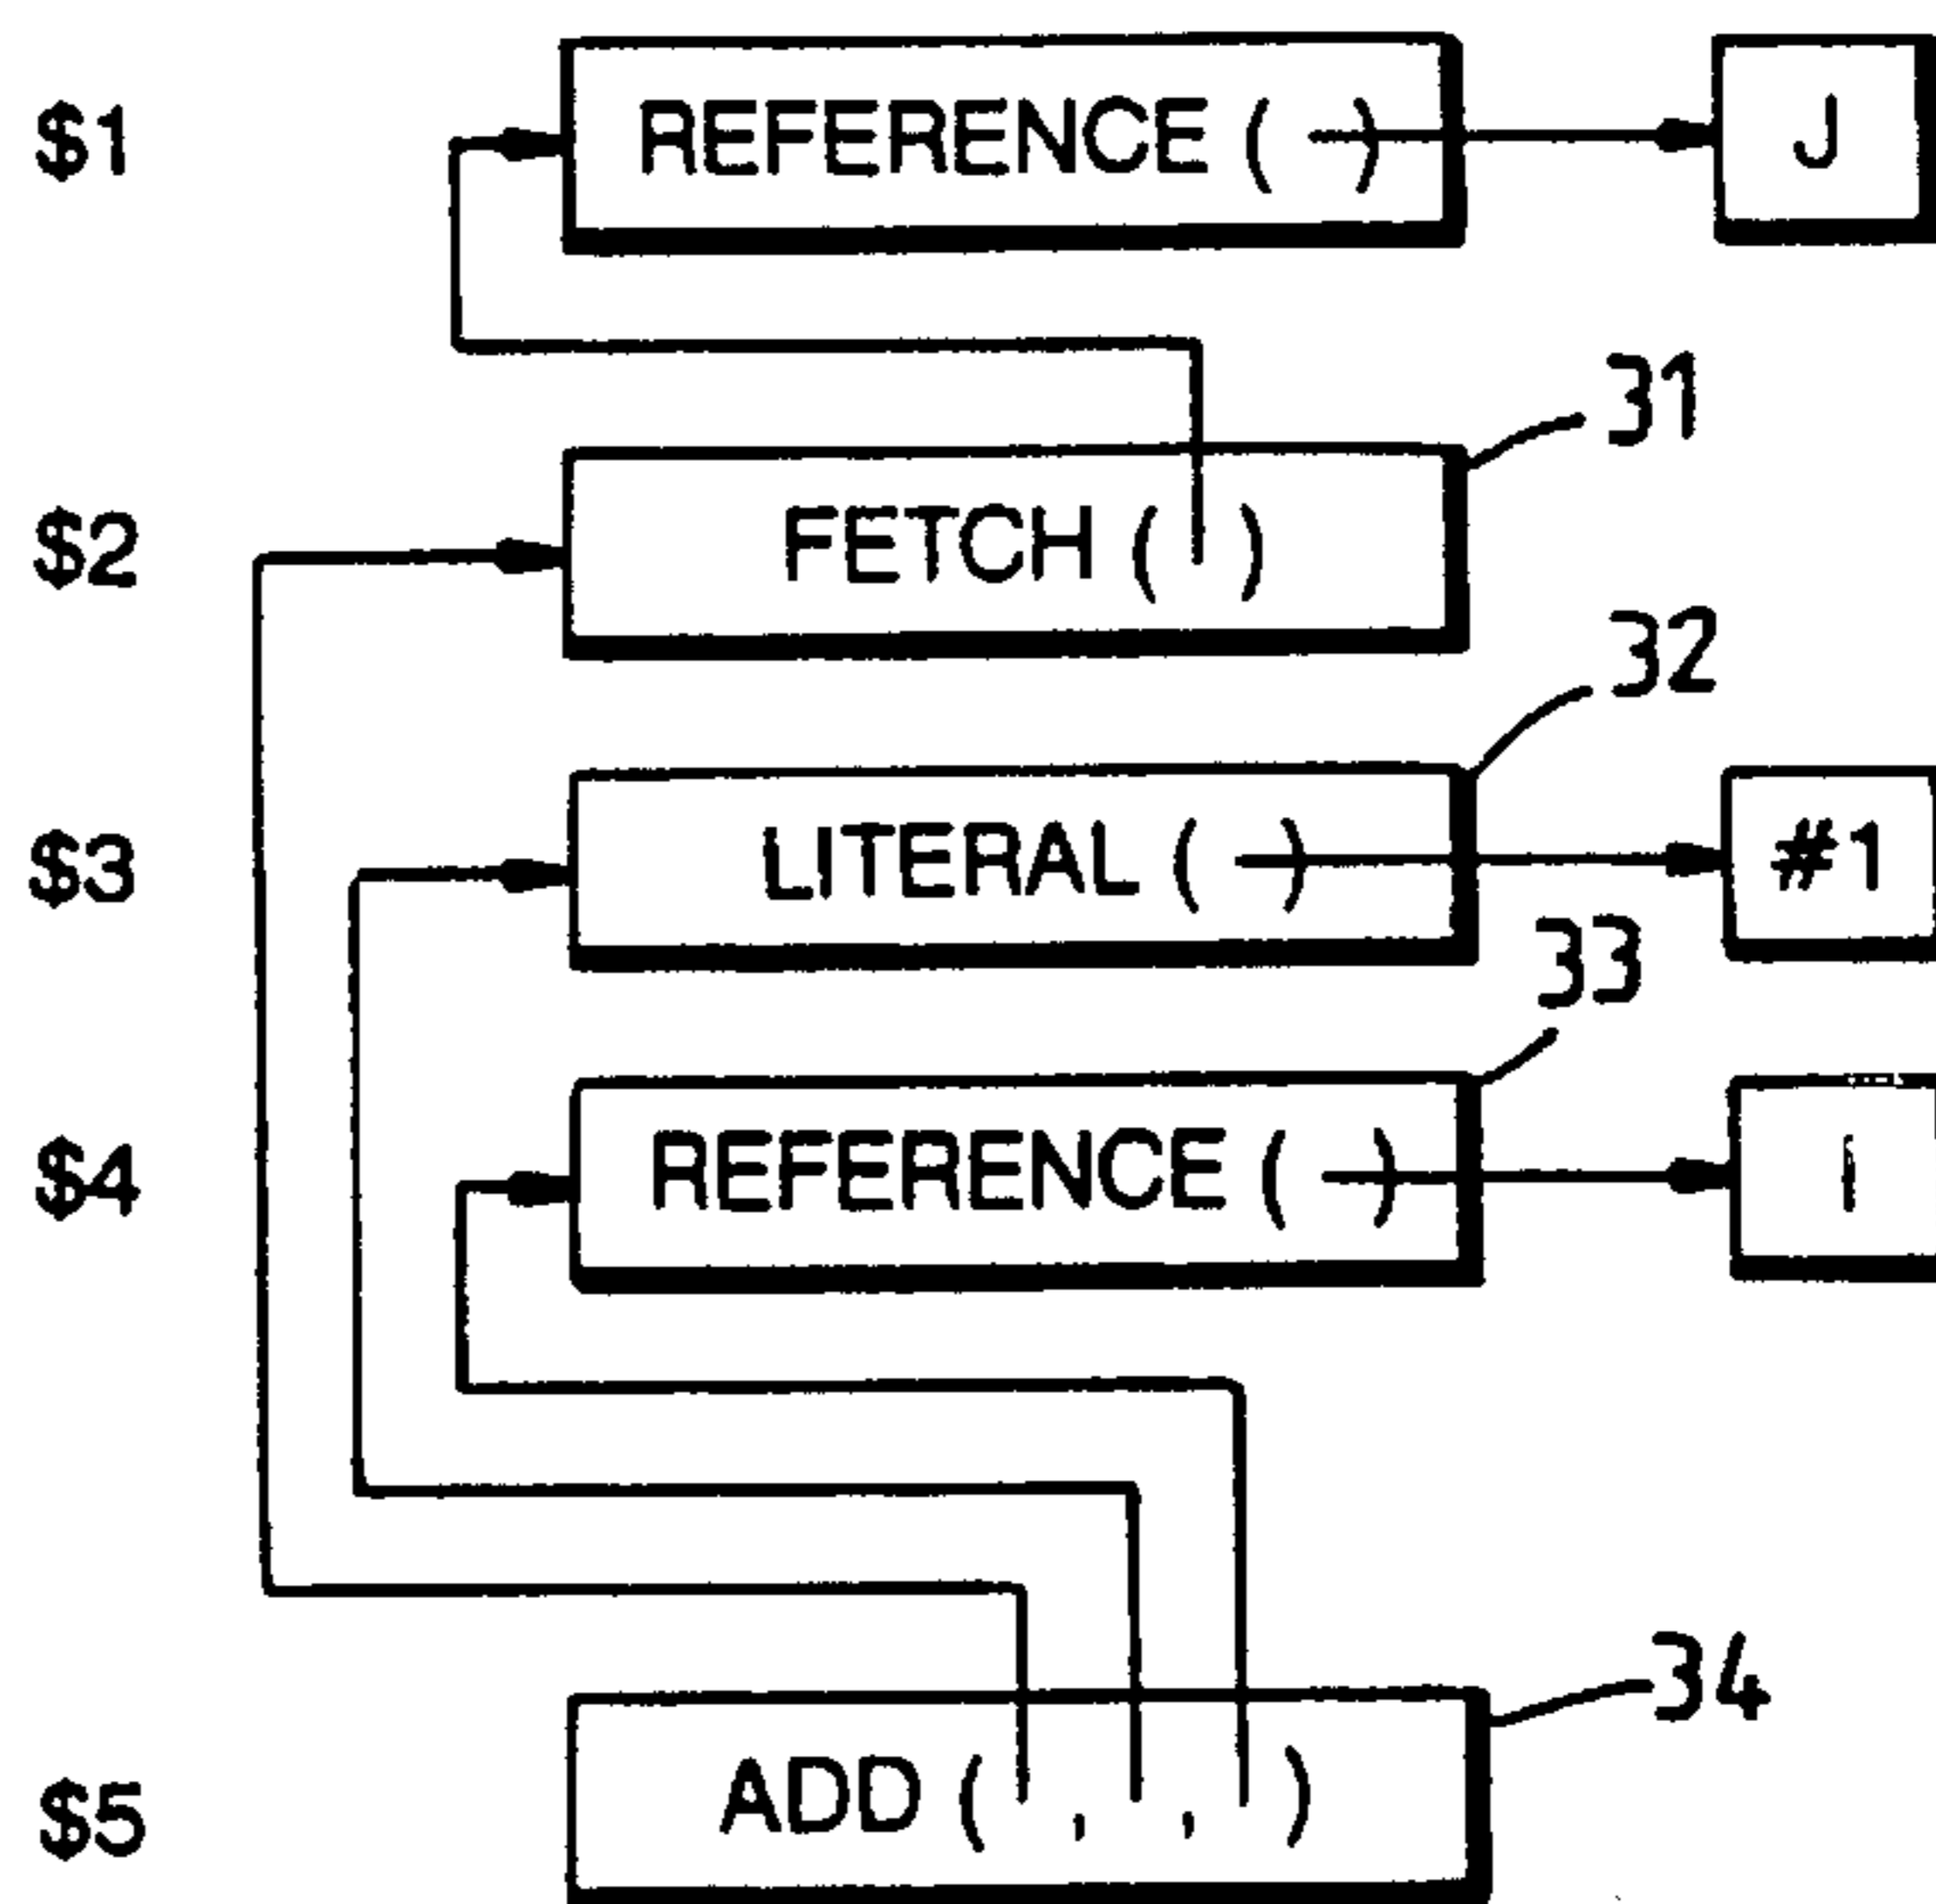 $1 REFERENCE ( ) J
31
$2 FETCH ( )
32
$3 LITERAL ( ) #1
33
$4 REFERENCE ( ) I
34
$5 ADD ( , , )